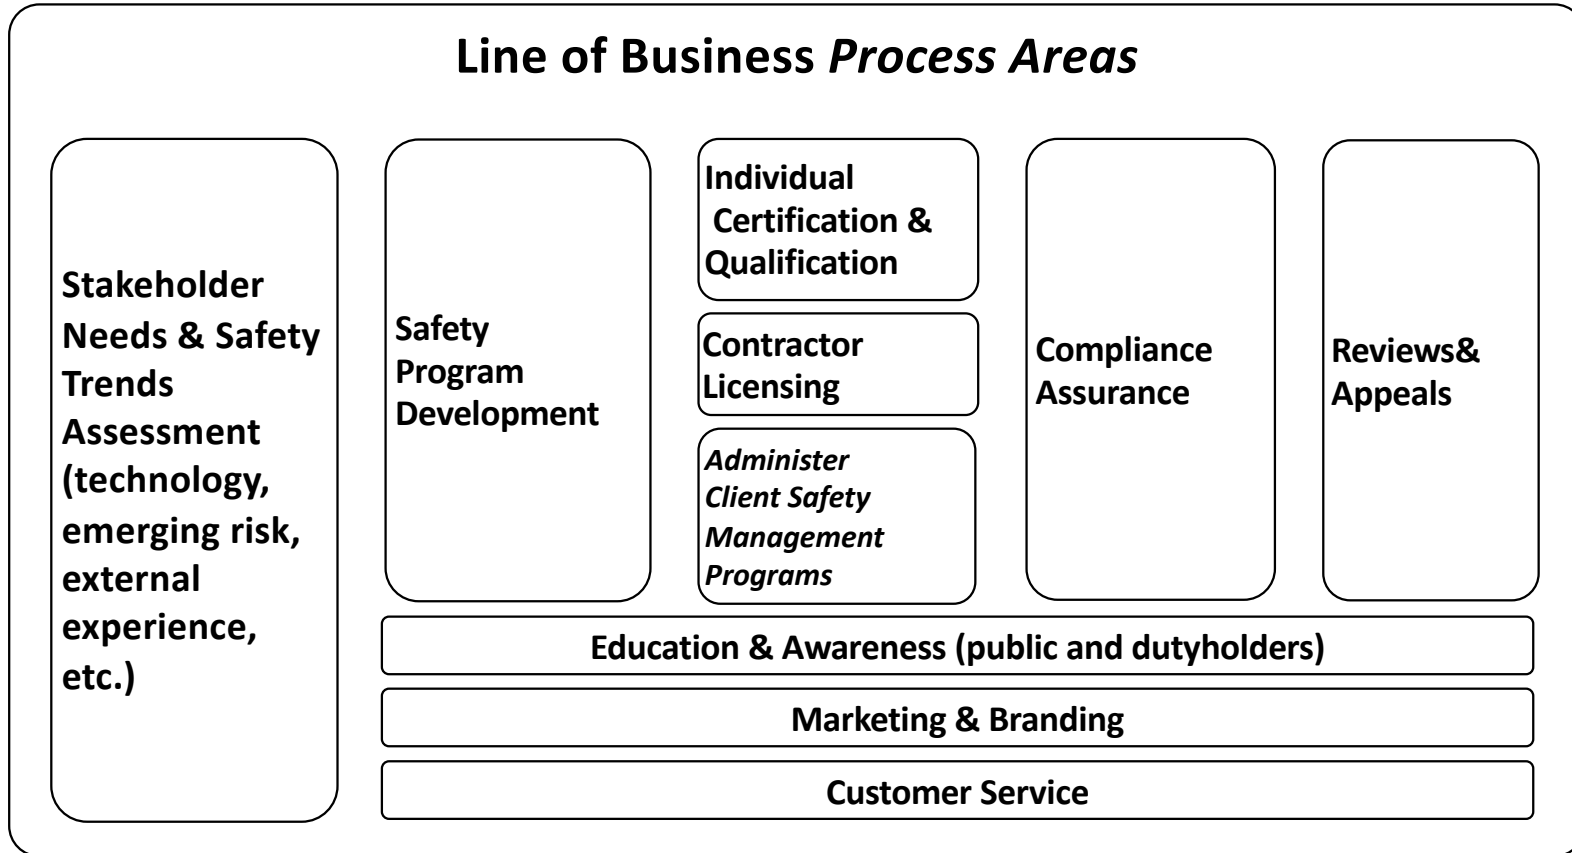 Line of Business Process Areas
Stakeholder
Needs & Safety
Trends
Assessment
(technology,
emerging risk,
external
experience,
etc.)
Safety
Program
Development
Individual
Certification &
Qualification
Contractor
Licensing
Administer
Client Safety
Management
Programs
Compliance
Assurance
Reviews&
Appeals
Education & Awareness (public and dutyholders)
Marketing & Branding
Customer Service